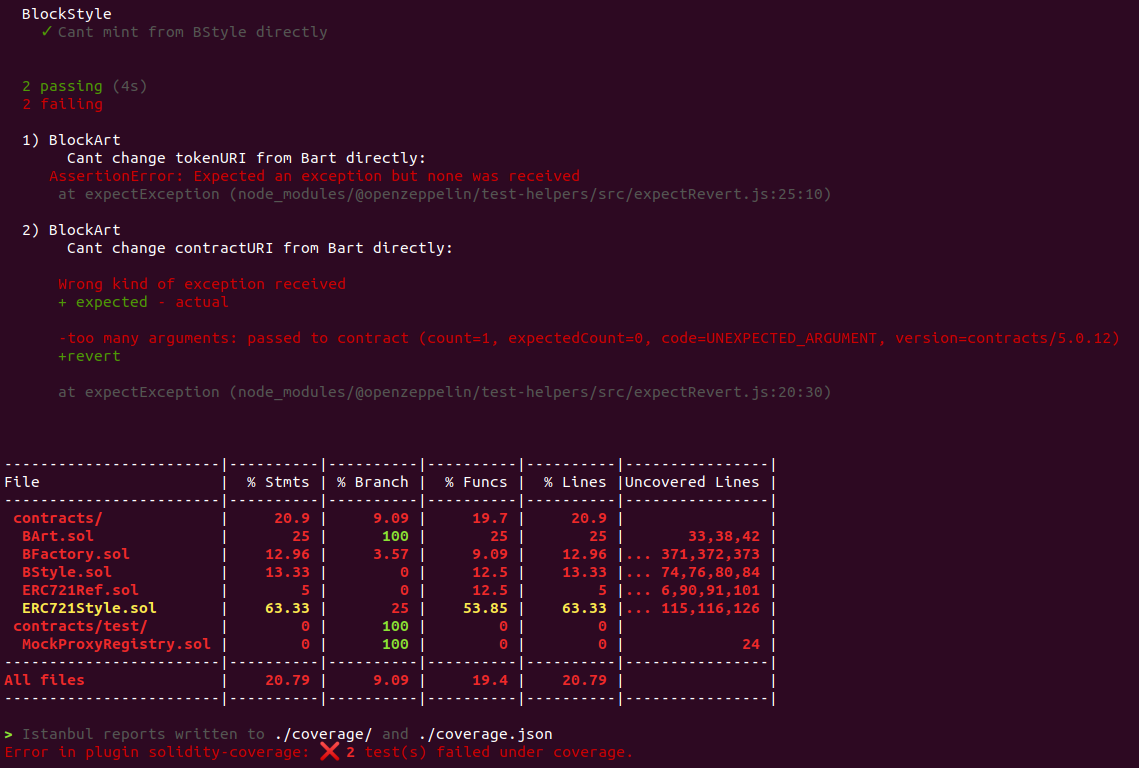 BlockStyle
✓ Cant mint from BStyle directly
2 passing (4s)
2 failing
1) BlockArt
Cant change tokenURI from Bart directly:
AssertionError: Expected an exception but none was received
at expectException (node_modules/@openzeppelin/test-helpers/src/expectRevert.js:25:10)
2) BlockArt
Cant change contractURI from Bart directly:
Wrong kind of exception received
+ expected - actual
-too many arguments: passed to contract (count=1, expectedCount=0, code=UNEXPECTED_ARGUMENT, version=contracts/5.0.12)
+revert
at expectException (node_modules/@openzeppelin/test-helpers/src/expectRevert.js:20:30)
------------------------|----------|----------|----------|----------|----------------|
File                    |  % Stmts | % Branch |  % Funcs |  % Lines |Uncovered Lines |
------------------------|----------|----------|----------|----------|----------------|
contracts/             |     20.9 |     9.09 |     19.7 |     20.9 |                |
BArt.sol              |       25 |      100 |       25 |       25 |       33,38,42 |
BFactory.sol          |    12.96 |     3.57 |     9.09 |    12.96 |... 371,372,373 |
BStyle.sol            |    13.33 |        0 |     12.5 |    13.33 |... 74,76,80,84 |
ERC721Ref.sol         |        5 |        0 |     12.5 |        5 |... 6,90,91,101 |
ERC721Style.sol       |    63.33 |       25 |    53.85 |    63.33 |... 115,116,126 |
contracts/test/        |        0 |      100 |        0 |        0 |                |
MockProxyRegistry.sol |        0 |      100 |        0 |        0 |             24 |
------------------------|----------|----------|----------|----------|----------------|
All files               |    20.79 |     9.09 |     19.4 |    20.79 |                |
------------------------|----------|----------|----------|----------|----------------|
> Istanbul reports written to ./coverage/ and ./coverage.json
Error in plugin solidity-coverage: ❌ 2 test(s) failed under coverage.